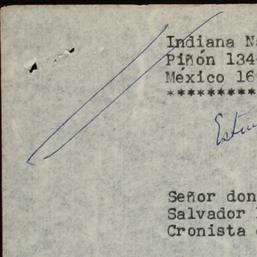 Indiana N
Piñón 134
México 16
*********
Señor don
Salvador
Cronista